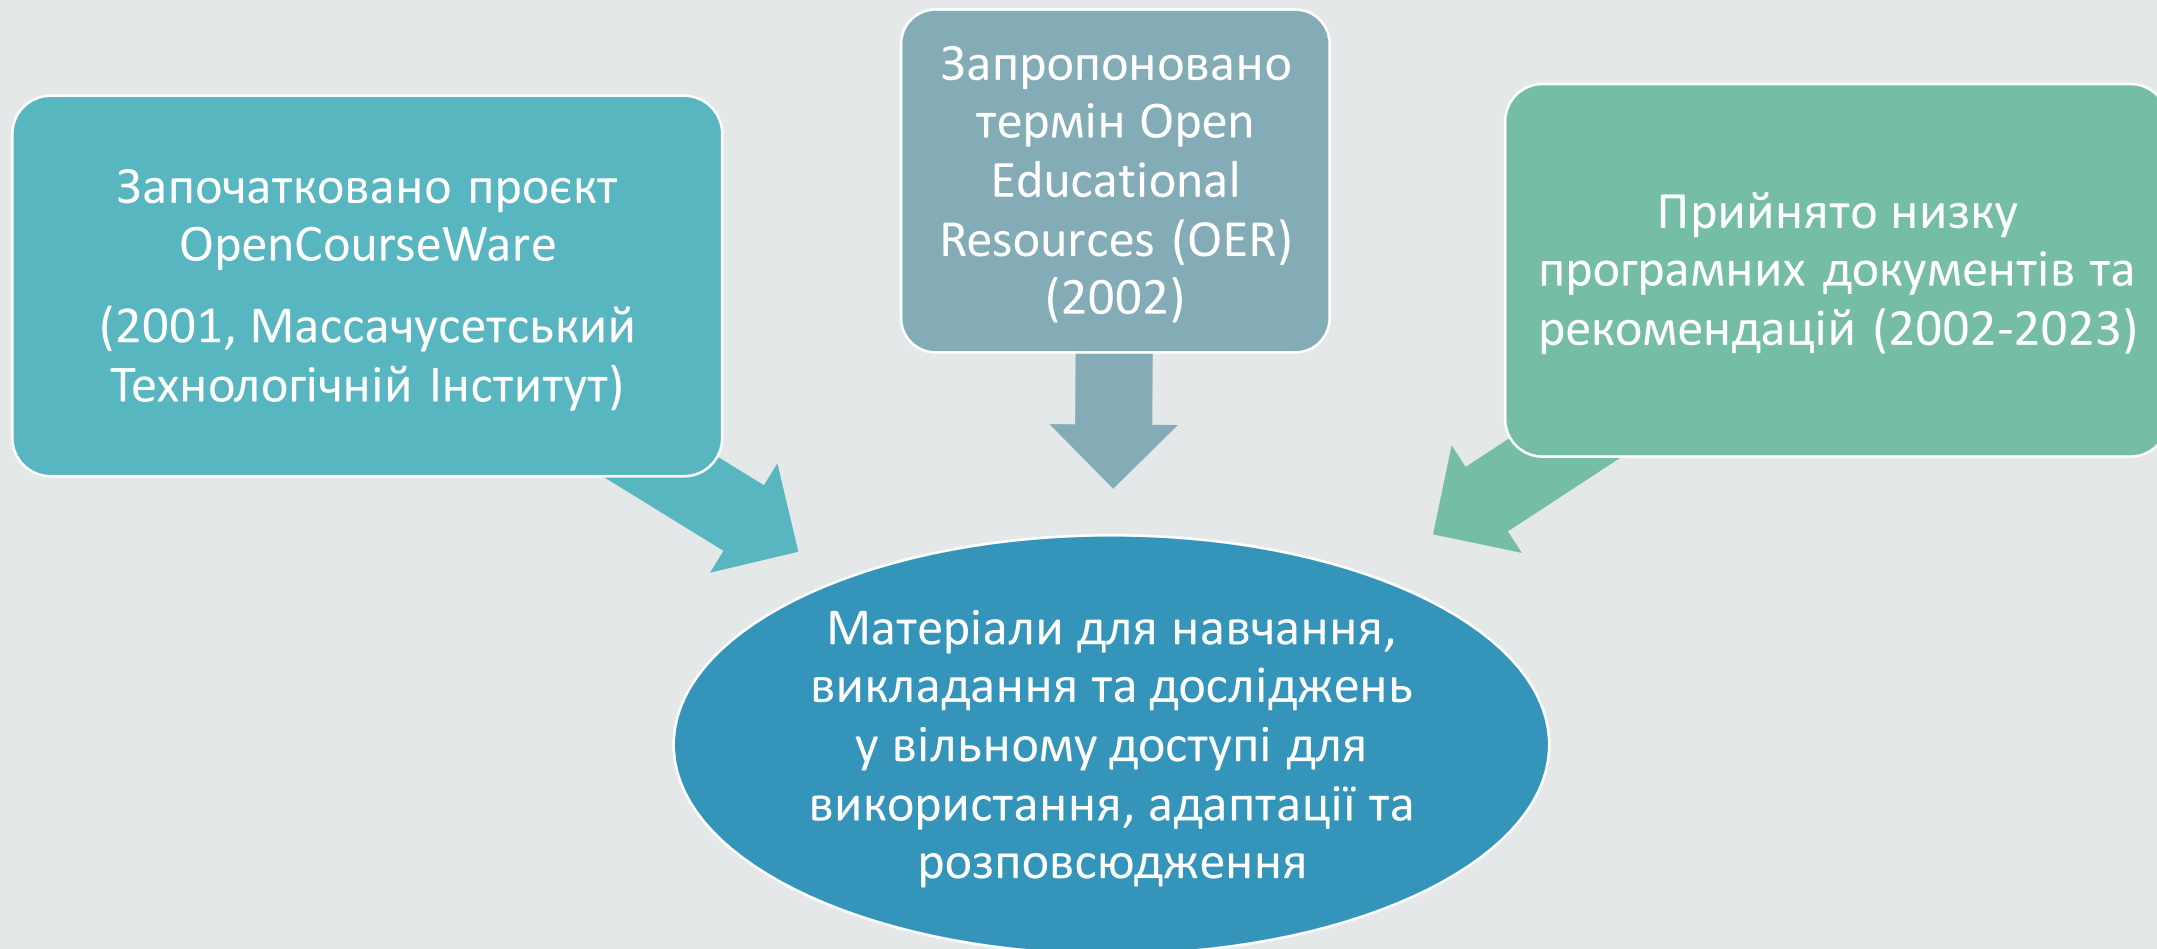 Започатковано проєкт
OpenCourseWare
(2001, Массачусетський
Технологічній Інститут)
Запропоновано
термін Open
Educational
Resources (OER)
(2002)
Прийнято низку
програмних документів та
рекомендацій (2002-2023)
Матеріали для навчання,
викладання та досліджень
у вільному доступі для
використання, адаптації та
розповсюдження